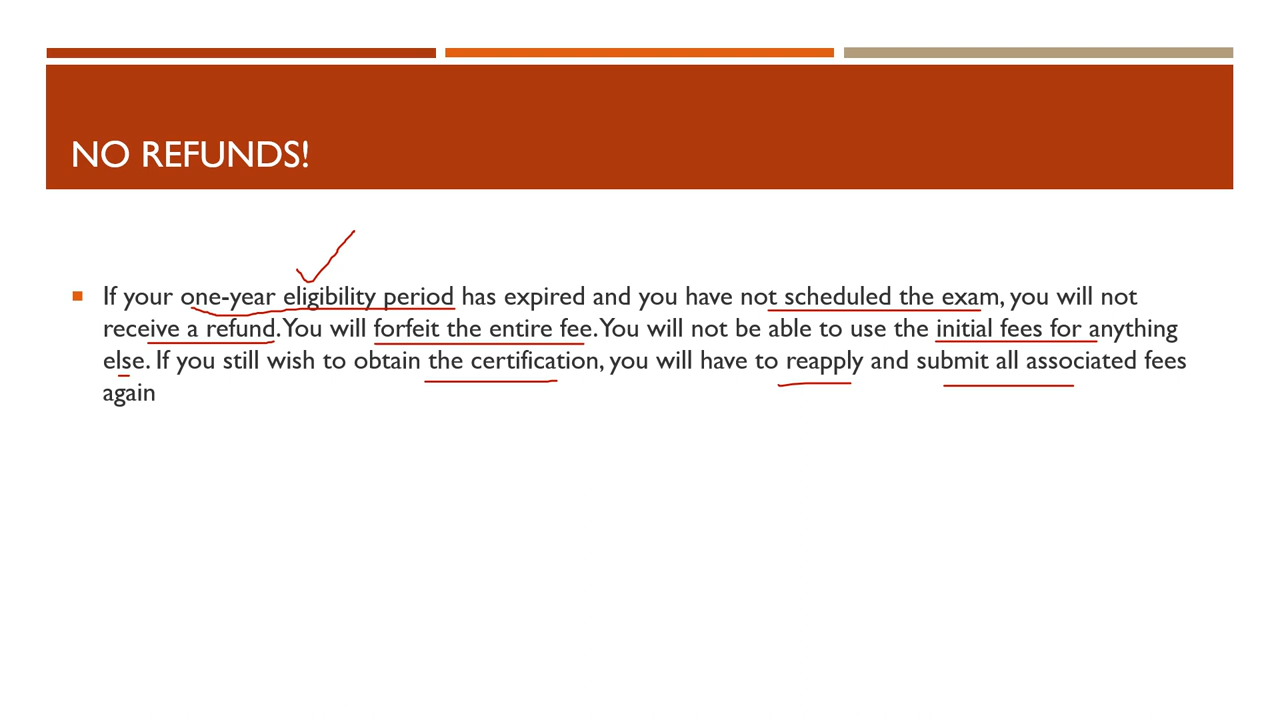 NO REFUNDS!
If your one-year eligibility period has expired and you have not scheduled the exam, you will not
receive a refund. You will forfeit the entire fee. You will not be able to use the initial fees for anything
else. If you still wish to obtain the certification, you will have to reapply and submit all associated fees
again